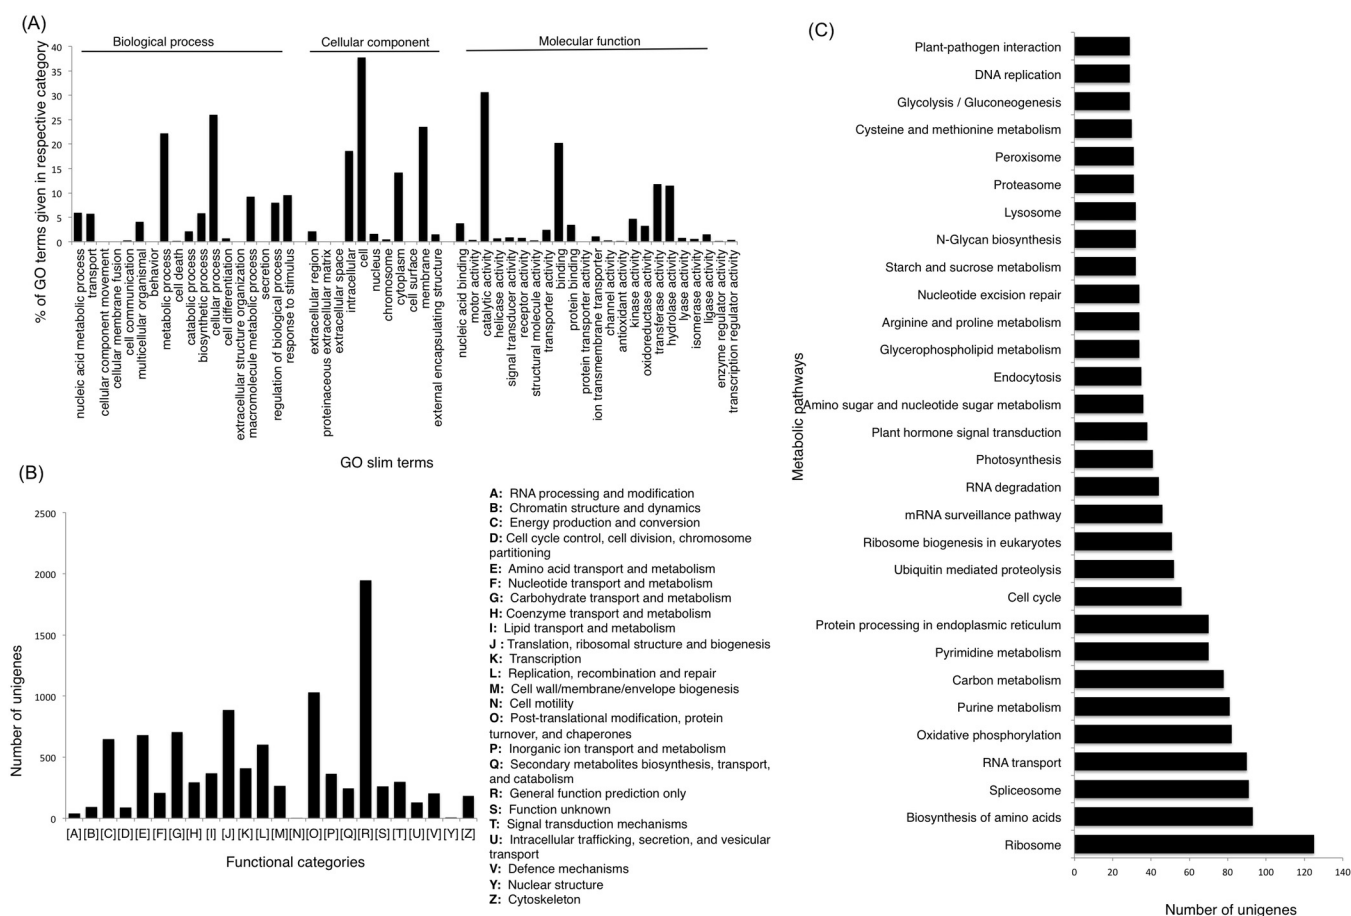 (A)
Biological process
Cellular component
Molecular function
% of GO terms given in respective category
40
35
30
25
20
15
10
5
0
nucleic acid metabolic process
transport
cellular component movement
cellular membrane fusion
cell communication
multicellular organismal
behavior
metabolic process
cell death
catabolic process
biosynthetic process
cellular process
cell differentiation
extracellular structure organization
macromolecule metabolic process
secretion
regulation of biological process
response to stimulus
extracellular region
proteinaceous extracellular matrix
extracellular space
intracellular
cell
nucleus
chromosome
cytoplasm
cell surface
membrane
external encapsulating structure
nucleic acid binding
motor activity
catalytic activity
helicase activity
signal transducer activity
receptor activity
structural molecule activity
transporter activity
binding
protein binding
protein transporter activity
ion transmembrane transporter
channel activity
antioxidant activity
kinase activity
oxidoreductase activity
transferase activity
hydrolase activity
lyase activity
isomerase activity
ligase activity
enzyme regulator activity
transcription regulator activity
GO slim terms
(B)
Number of unigenes
2500
2000
1500
1000
500
0
[A] [B] [C] [D] [E] [F] [G] [H] [I] [J] [K] [L] [M] [N] [O] [P] [Q] [R] [S] [T] [U] [V] [Y] [Z]
Functional categories
A: RNA processing and modification
B: Chromatin structure and dynamics
C: Energy production and conversion
D: Cell cycle control, cell division, chromosome
partitioning
E: Amino acid transport and metabolism
F: Nucleotide transport and metabolism
G: Carbohydrate transport and metabolism
H: Coenzyme transport and metabolism
I: Lipid transport and metabolism
J : Translation, ribosomal structure and biogenesis
K: Transcription
L: Replication, recombination and repair
M: Cell wall/membrane/envelope biogenesis
N: Cell motility
O: Post-translational modification, protein
turnover, and chaperones
P: Inorganic ion transport and metabolism
Q: Secondary metabolites biosynthesis, transport,
and catabolism
R: General function prediction only
S: Function unknown
T: Signal transduction mechanisms
U: Intracellular trafficking, secretion, and vesicular
transport
V: Defence mechanisms
Y: Nuclear structure
Z: Cytoskeleton
(C)
Metabolic pathways
Plant-pathogen interaction
DNA replication
Glycolysis / Gluconeogenesis
Cysteine and methionine metabolism
Peroxisome
Proteasome
Lysosome
N-Glycan biosynthesis
Starch and sucrose metabolism
Nucleotide excision repair
Arginine and proline metabolism
Glycerophospholipid metabolism
Endocytosis
Amino sugar and nucleotide sugar metabolism
Plant hormone signal transduction
Photosynthesis
RNA degradation
mRNA surveillance pathway
Ribosome biogenesis in eukaryotes
Ubiquitin mediated proteolysis
Cell cycle
Protein processing in endoplasmic reticulum
Pyrimidine metabolism
Carbon metabolism
Purine metabolism
Oxidative phosphorylation
RNA transport
Spliceosome
Biosynthesis of amino acids
Ribosome
0 20 40 60 80 100 120 140
Number of unigenes